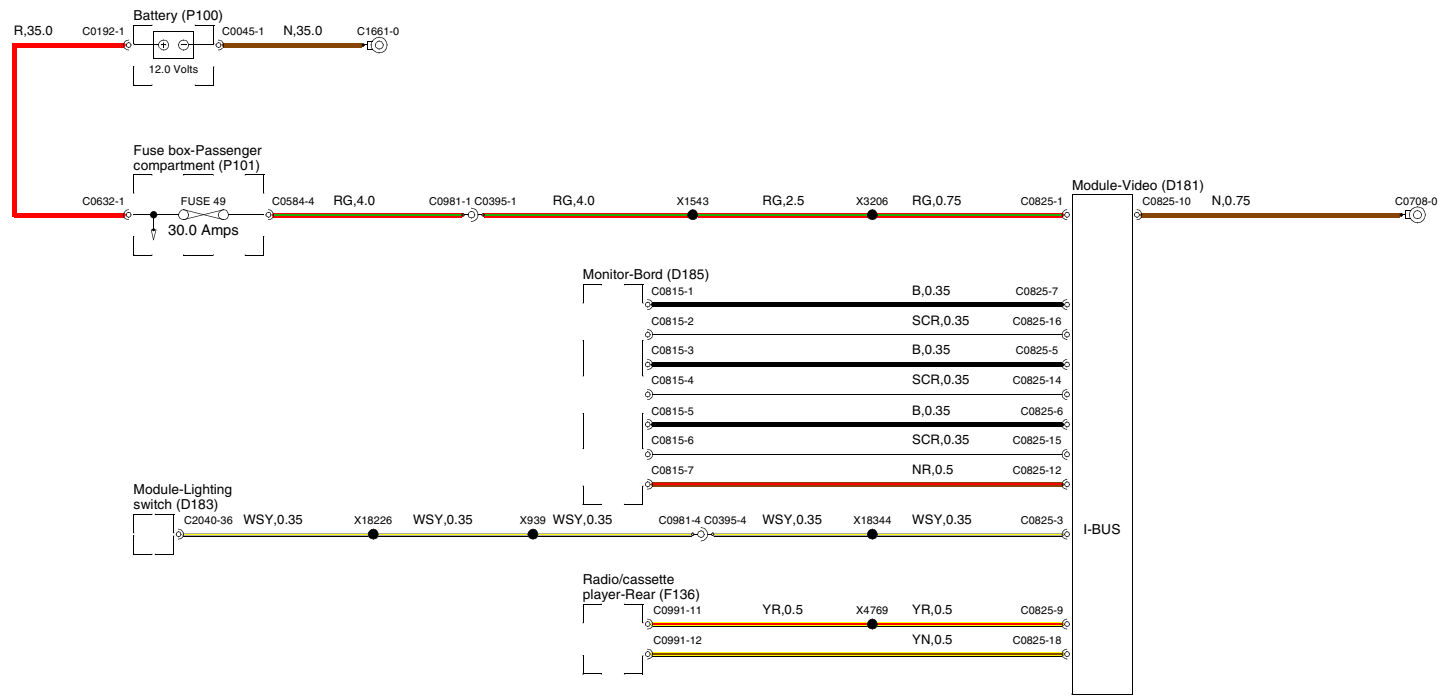 Battery (P100)
R,35.0 C0192-1 C0045-1 N,35.0 C1661-0
12.0 Volts
Fuse box-Passenger
compartment (P101)
Module-Video (D181)
C0632-1 FUSE 49 C0584-4 RG,4.0 C0981-1 C0395-1 RG,4.0 X1543 RG,2.5 X3206 RG,0.75 C0825-1 C0825-10 N,0.75 C0708-0
30.0 Amps
Monitor-Bord (D185)
C0815-1 B,0.35 C0825-7
C0815-2 SCR,0.35 C0825-16
C0815-3 B,0.35 C0825-5
C0815-4 SCR,0.35 C0825-14
C0815-5 B,0.35 C0825-6
C0815-6 SCR,0.35 C0825-15
C0815-7 NR,0.5 C0825-12
Module-Lighting
switch (D183)
C2040-36 WSY,0.35 X18226 WSY,0.35 X939 WSY,0.35 C0981-4 C0395-4 WSY,0.35 X18344 WSY,0.35 C0825-3
I-BUS
Radio/cassette
player-Rear (F136)
C0991-11 YR,0.5 X4769 YR,0.5 C0825-9
C0991-12 YN,0.5 C0825-18